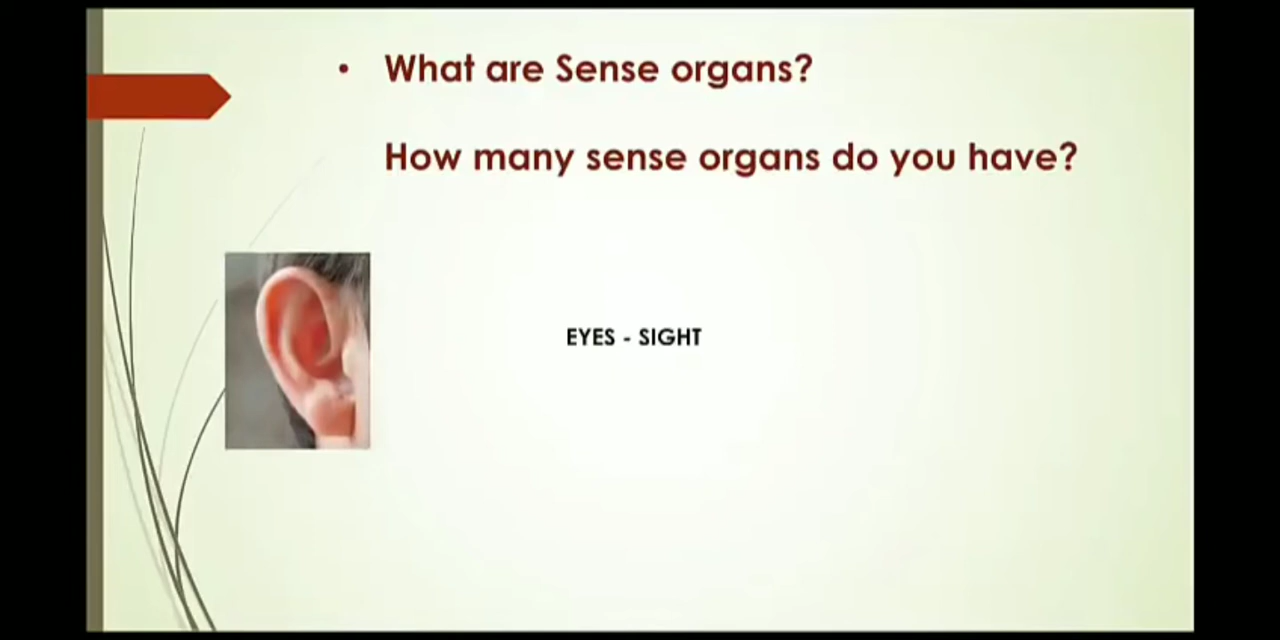 • What are Sense organs?
How many sense organs do you have?
EYES - SIGHT